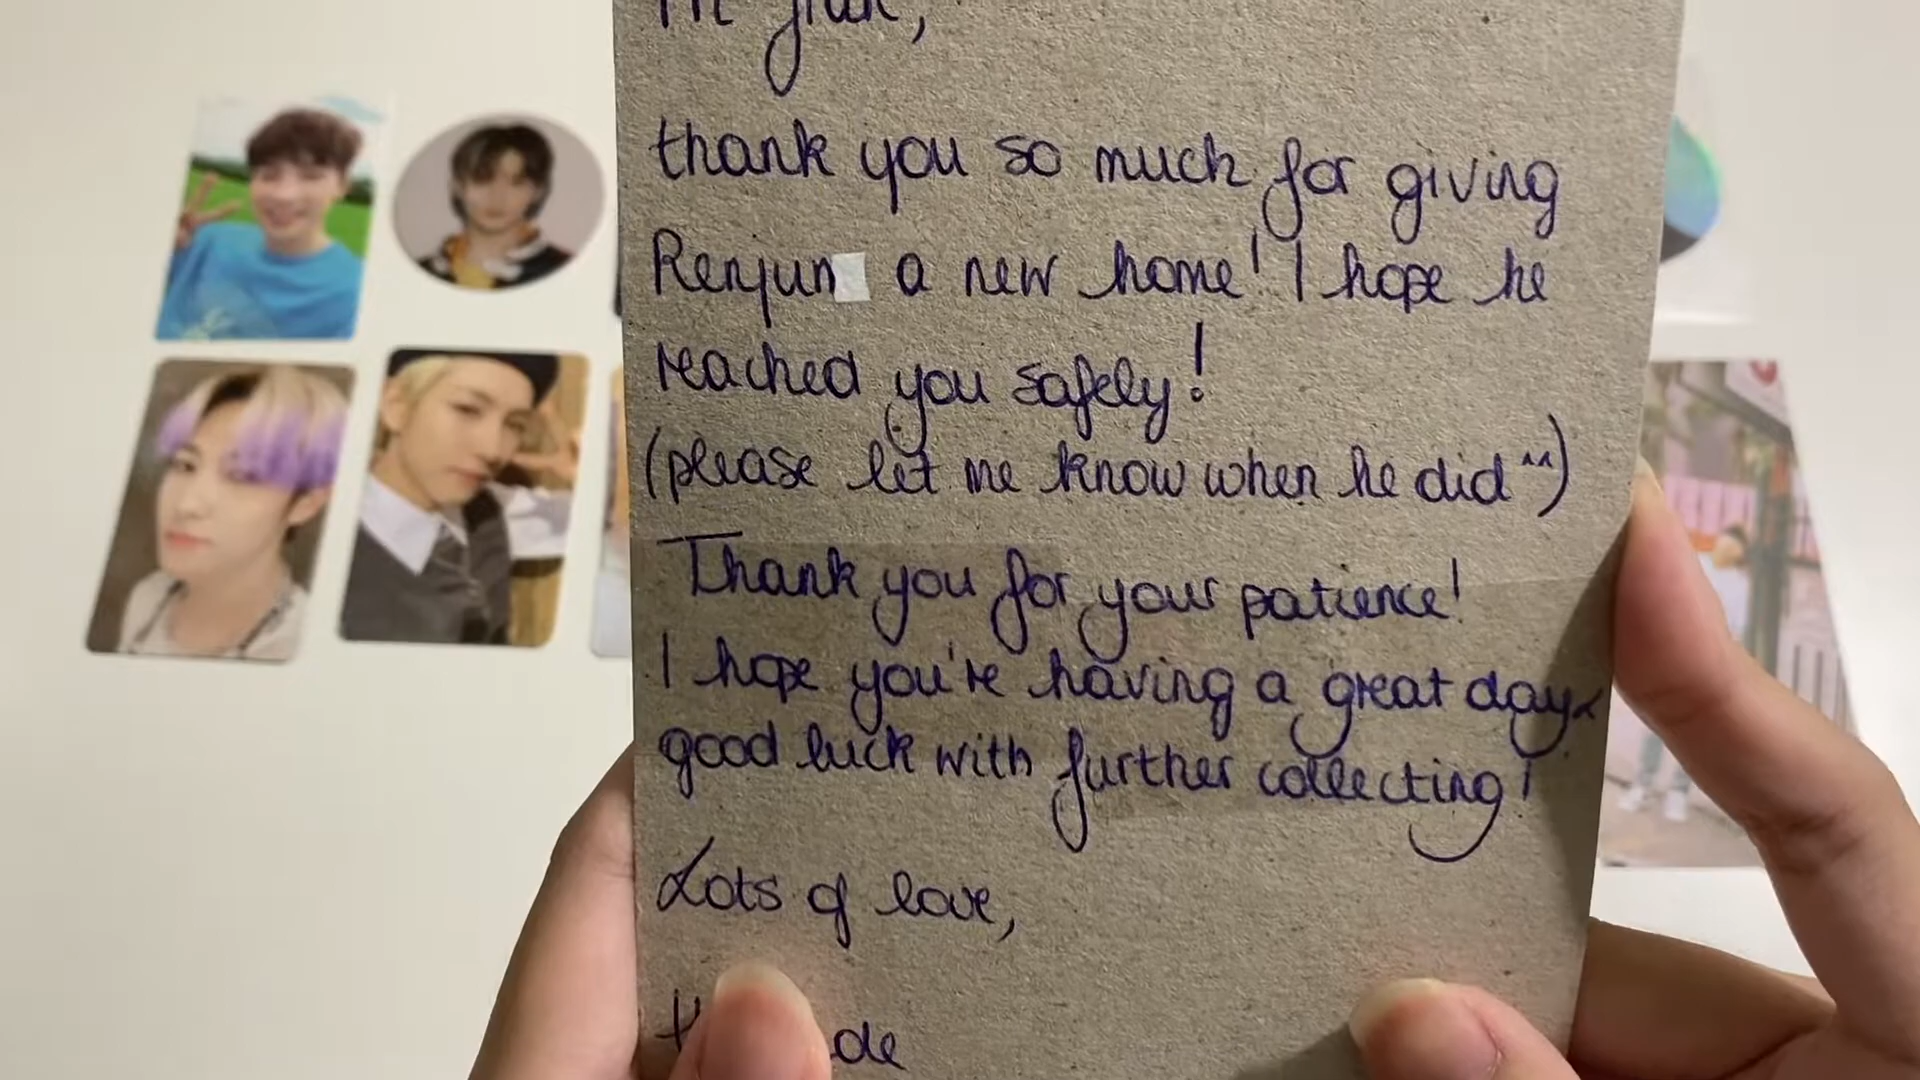 thank you so much for giving
Renjun a new home! I hope he
reached you safely!
(please let me know when he did ^^)
Thank you for your patience!
I hope you're having a great day
good luck with further collecting!
Lots of love,